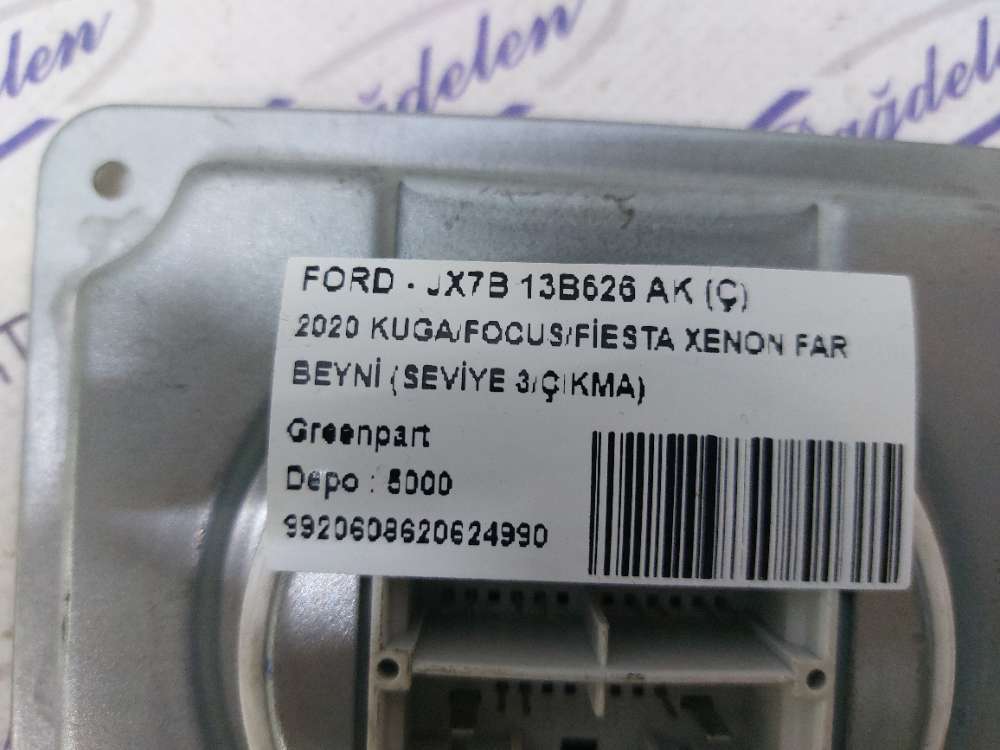 Dağdelen
FORD - JX7B 13B626 AK (Ç)
2020 KUGA/FOCUS/FİESTA XENON FAR
BEYNİ (SEVİYE 3/ÇIKMA)
Greenpart
Depo : 5000
9920608620624990